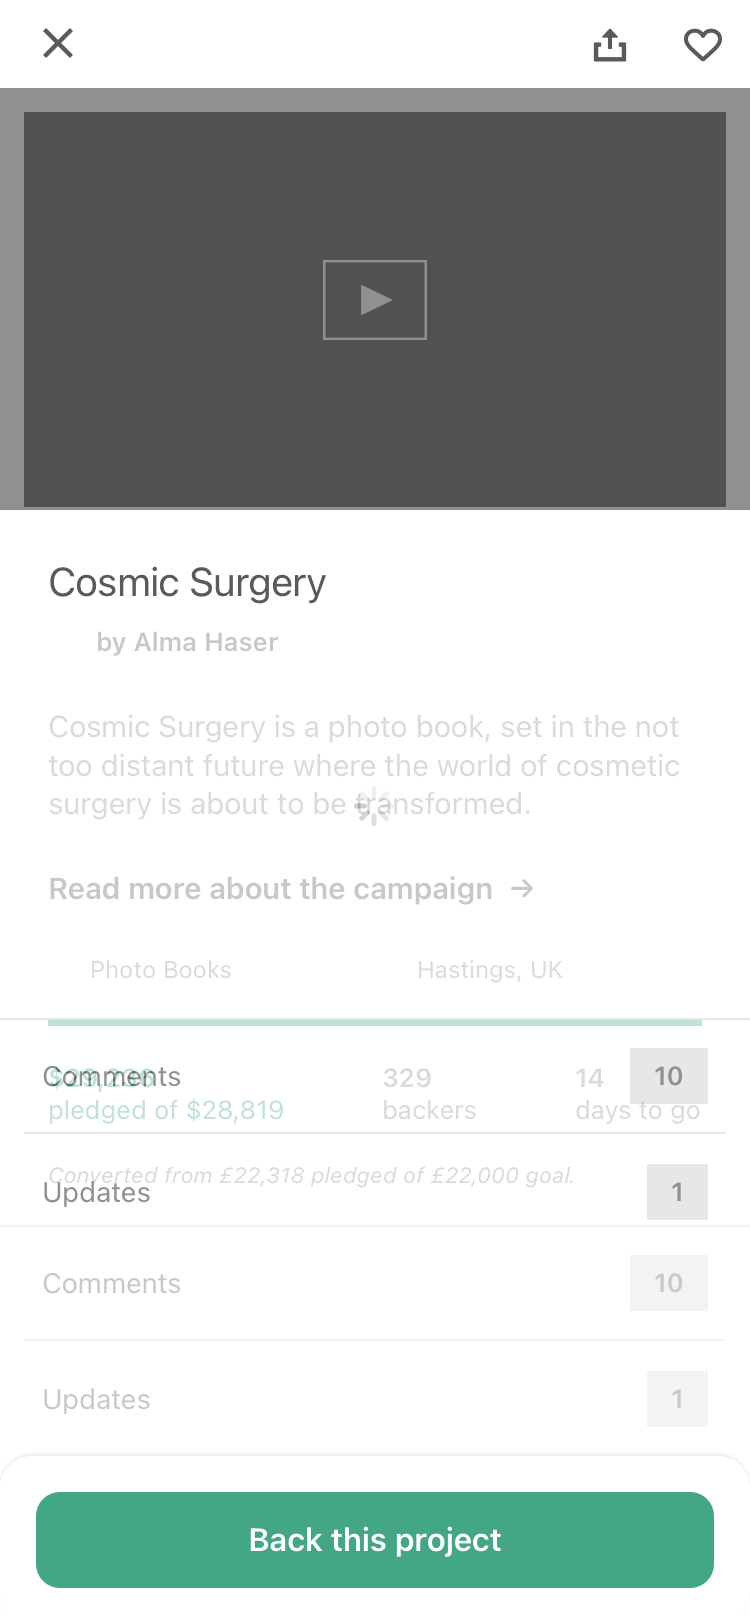 Cosmic Surgery
by Alma Haser
Cosmic Surgery is a photo book, set in the not
too distant future where the world of cosmetic
surgery is about to be transformed.
Read more about the campaign →
Photo Books Hastings, UK
Comments 329 14 10
pledged of $28,819 backers days to go
Converted from £22,318 pledged of £22,000 goal.
Updates 1
Comments 10
Updates 1
Back this project